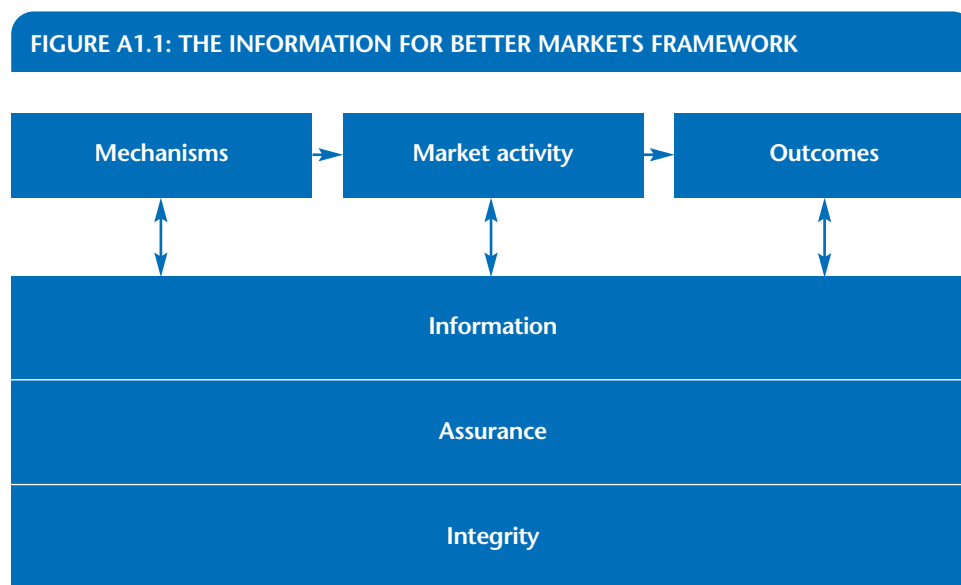 FIGURE A1.1: THE INFORMATION FOR BETTER MARKETS FRAMEWORK
Mechanisms
Market activity
Outcomes
Information
Assurance
Integrity